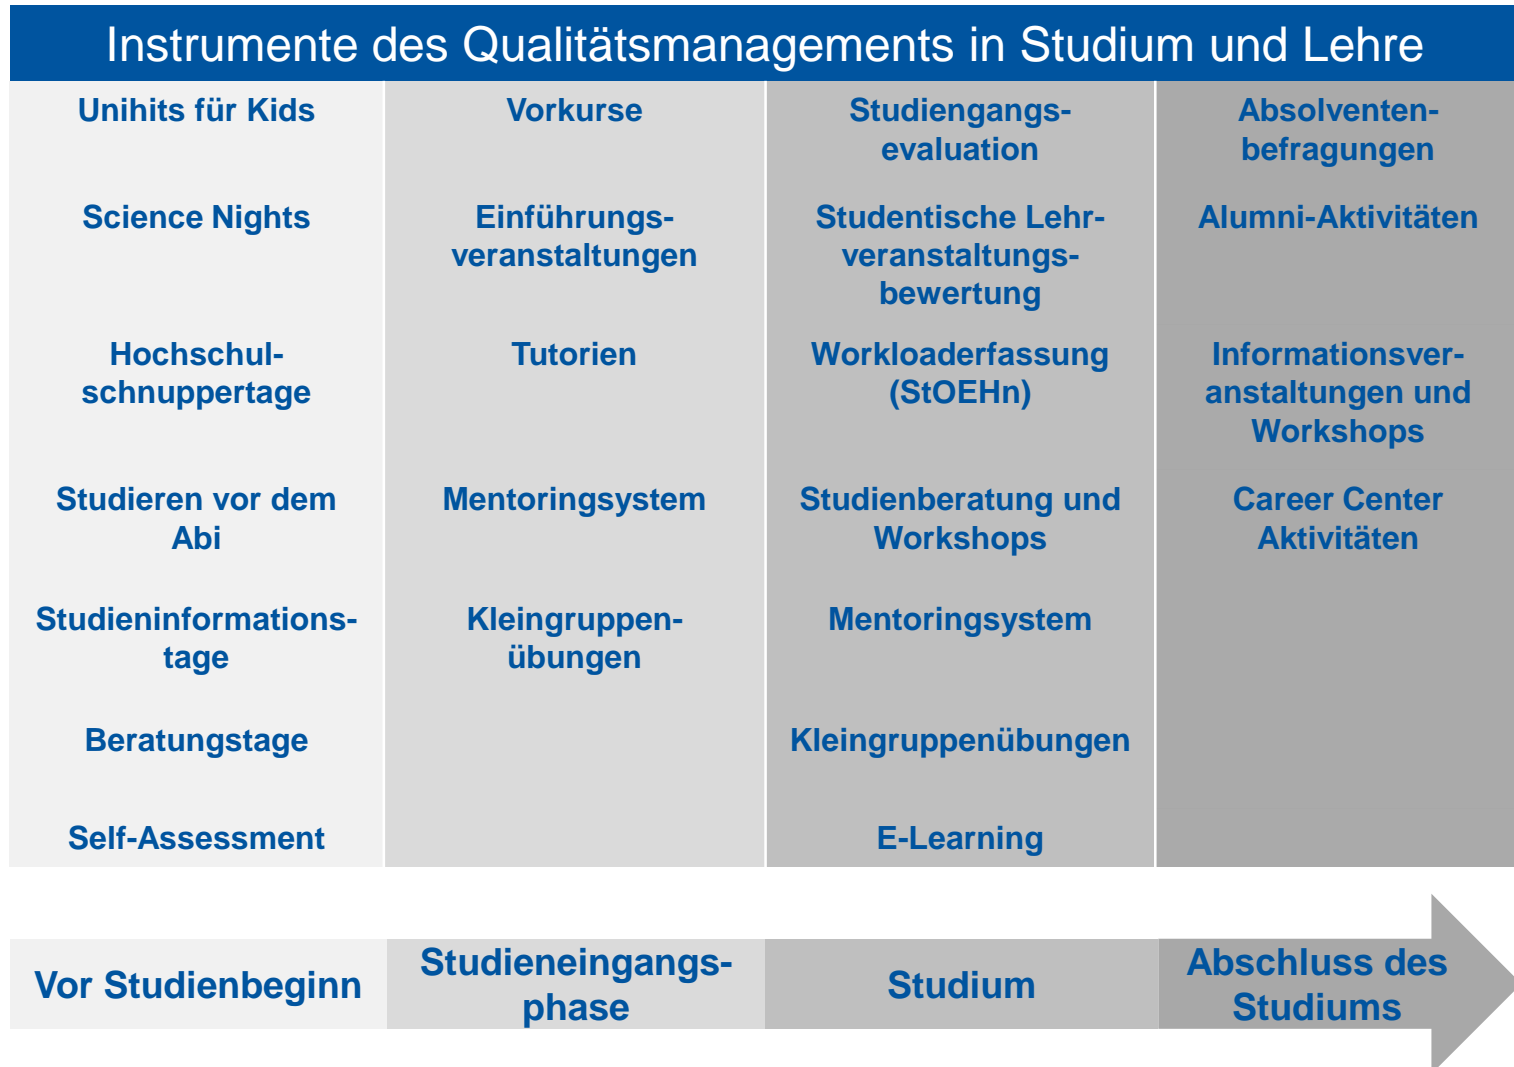 Instrumente des Qualitätsmanagements in Studium und Lehre
Unihits für Kids
Science Nights
Hochschul-
schnuppertage
Studieren vor dem
Abi
Studieninformations-
tage
Beratungstage
Self-Assessment
Vorkurse
Einführungs-
veranstaltungen
Tutorien
Mentoringsystem
Kleingruppen-
übungen
Studiengangs-
evaluation
Studentische Lehr-
veranstaltungs-
bewertung
Workloaderfassung
(StOEHn)
Studienberatung und
Workshops
Mentoringsystem
Kleingruppenübungen
E-Learning
Absolventen-
befragungen
Alumni-Aktivitäten
Informationsver-
anstaltungen und
Workshops
Career Center
Aktivitäten
Vor Studienbeginn
Studieneingangs-
phase
Studium
Abschluss des
Studiums